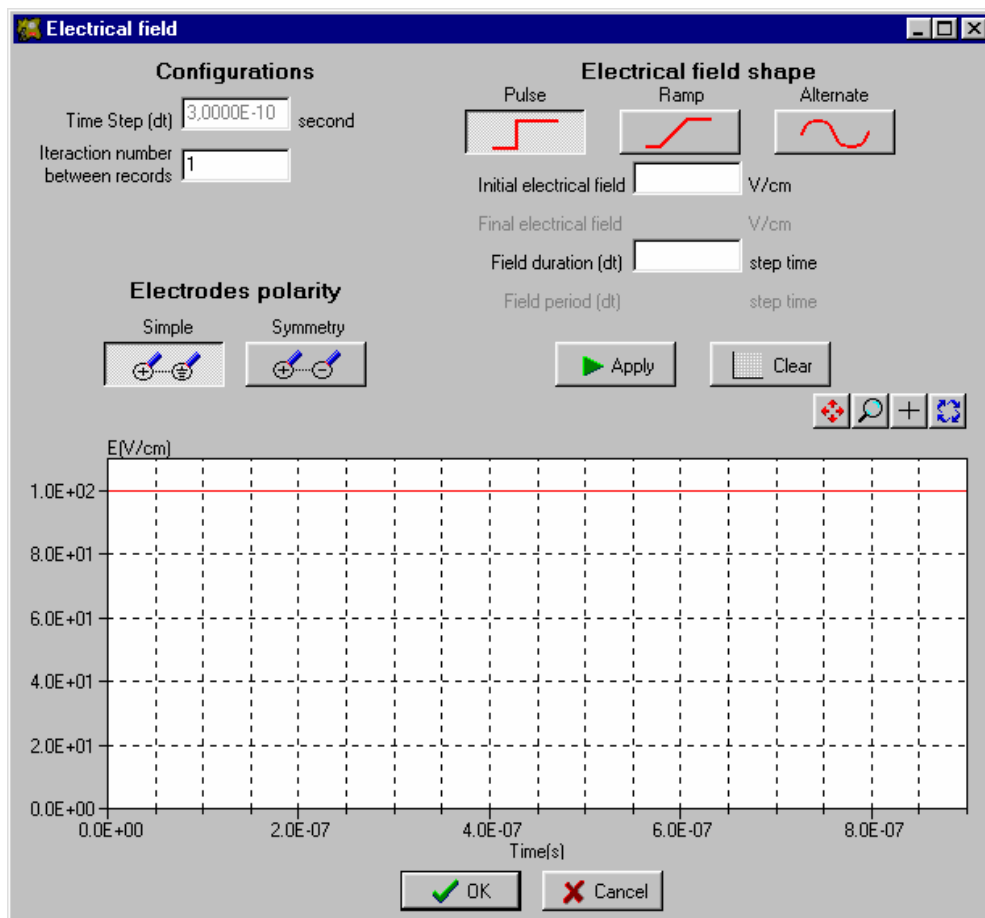 Electrical field
Configurations
Time Step (dt) 3,0000E-10 second
Iteraction number
between records 1
Electrical field shape
Pulse Ramp Alternate
Initial electrical field V/cm
Final electrical field V/cm
Field duration (dt) step time
Field period (dt) step time
Electrodes polarity
Simple Symmetry
Apply Clear
E(V/cm)
1.0E+02
8.0E+01
6.0E+01
4.0E+01
2.0E+01
0.0E+00
0.0E+00 2.0E-07 4.0E-07 6.0E-07 8.0E-07
Time(s)
OK Cancel